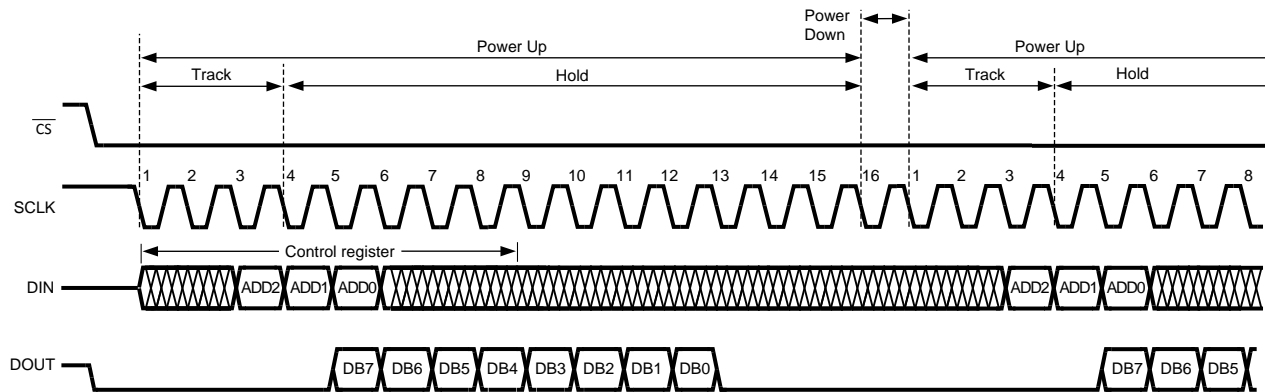 Power
Down
Power Up
Power Up
Track
Hold
Track
Hold
CS
1 2 3 4 5 6 7 8 9 10 11 12 13 14 15 16 1 2 3 4 5 6 7 8
SCLK
Control register
DIN
ADD2 ADD1 ADD0 ADD2 ADD1 ADD0
DOUT
DB7 DB6 DB5 DB4 DB3 DB2 DB1 DB0 DB7 DB6 DB5